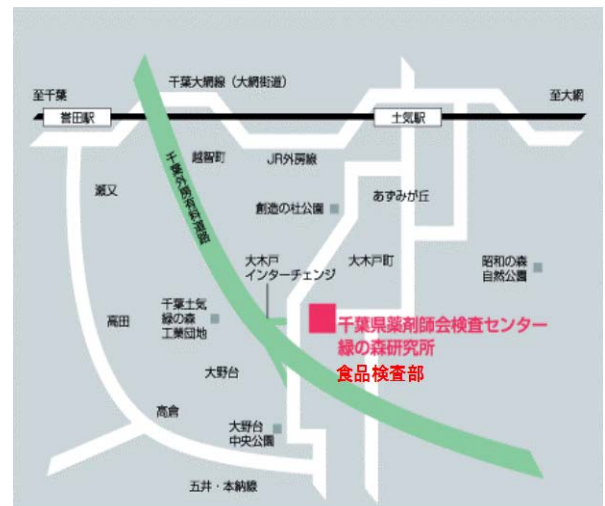 千葉大網線（大網街道）
至千葉
至大網
誉田駅
土気駅
越智町
JR外房線
瀬又
千葉外房有料道路
あずみが丘
創造の杜公園
大木戸
インターチェンジ
大木戸町
昭和の森
自然公園
千葉土気
緑の森
工業団地
高田
千葉県薬剤師会検査センター
緑の森研究所
食品検査部
大野台
高倉
大野台
中央公園
五井・本納線